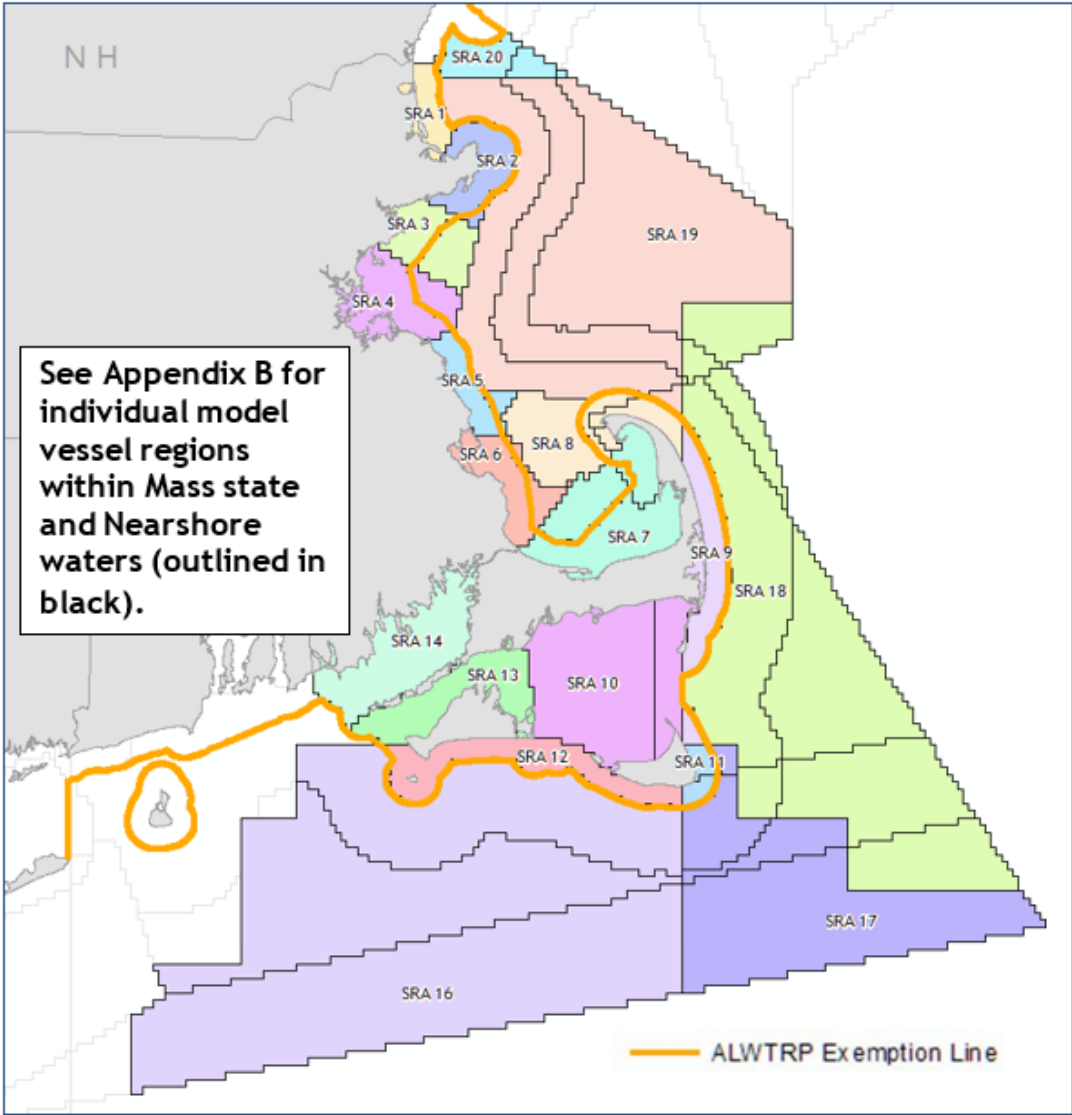 NH
SRA 20
SRA 1
SRA 2
SRA 3
SRA 19
SRA 4
See Appendix B for
individual model
vessel regions
within Mass state
and Nearshore
waters (outlined in
black).
SRA 5
SRA 8
SRA 6
SRA 7
SRA 9
SRA 18
SRA 14
SRA 13
SRA 10
SRA 12
SRA 11
SRA 17
SRA 16
ALWTRP Exemption Line